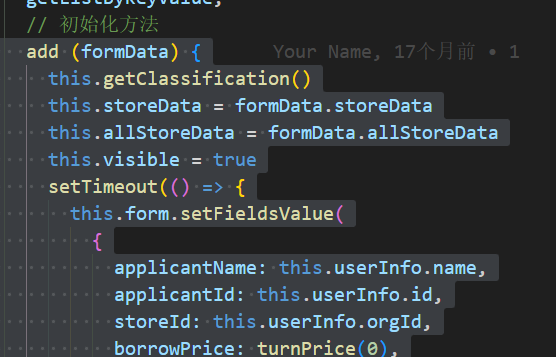 getListByKeyValue,
// 初始化方法
add (formData) { Your Name, 17个月前 • 1
this.getClassification()
this.storeData = formData.storeData
this.allStoreData = formData.allStoreData
this.visible = true
setTimeout(() => {
this.form.setFieldsValue(
{
applicantName: this.userInfo.name,
applicantId: this.userInfo.id,
storeId: this.userInfo.orgId,
borrowPrice: turnPrice(0),